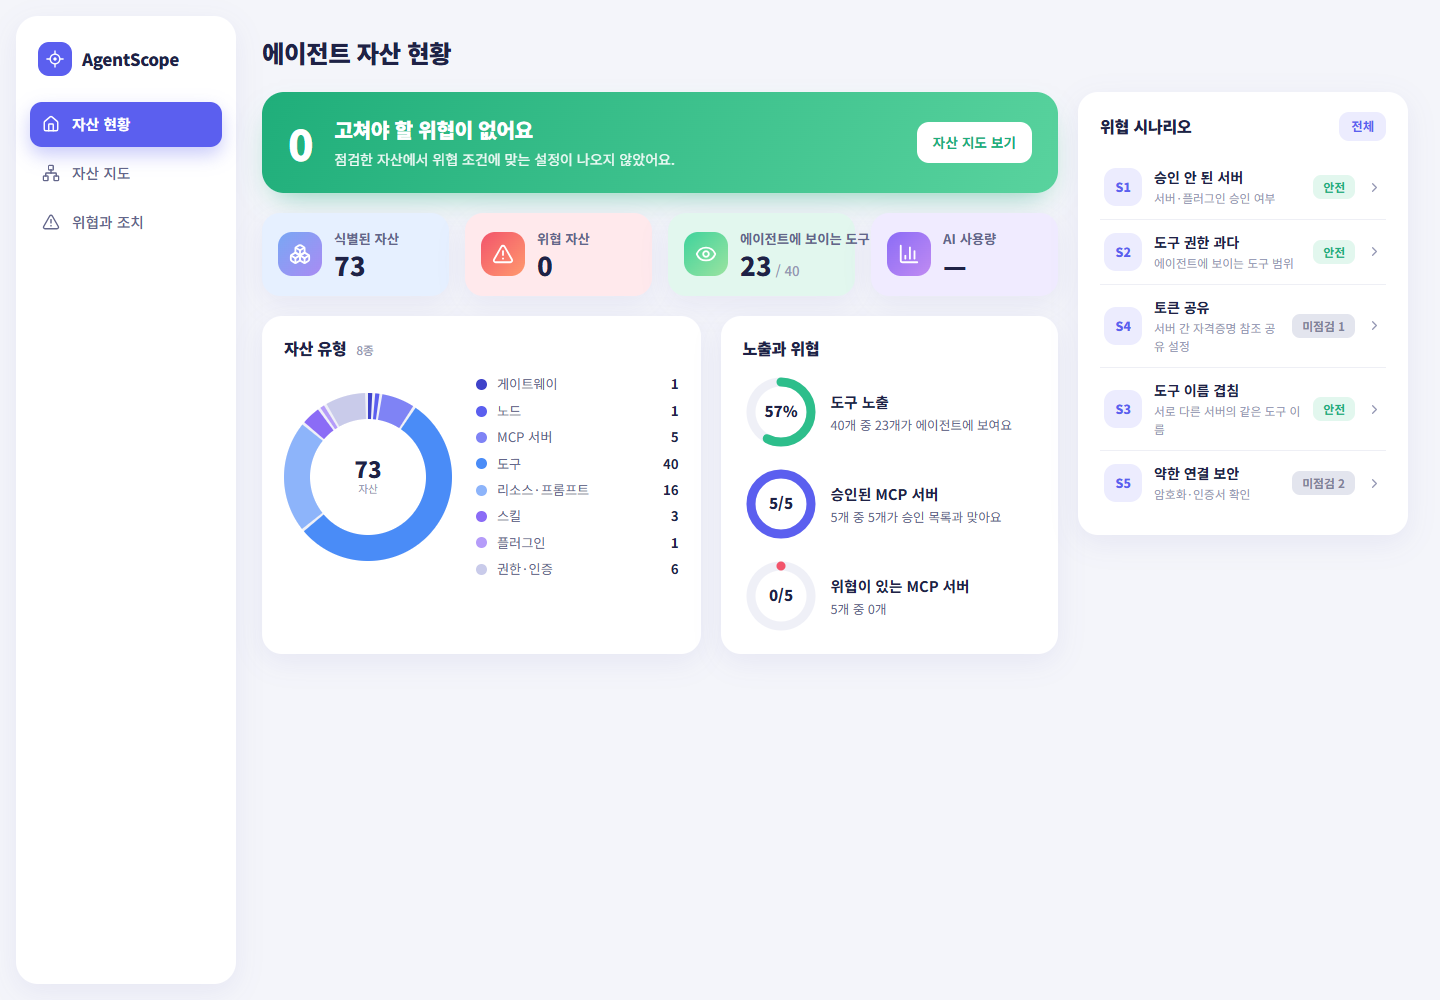 AgentScope
자산 현황
자산 지도
위협과 조치
에이전트 자산 현황
0
고쳐야 할 위협이 없어요
점검한 자산에서 위협 조건에 맞는 설정이 나오지 않았어요.
자산 지도 보기
식별된 자산
73
위협 자산
0
에이전트에 보이는 도구
23 / 40
AI 사용량
—
자산 유형 8종
73
자산
게이트웨이 1
노드 1
MCP 서버 5
도구 40
리소스·프롬프트 16
스킬 3
플러그인 1
권한·인증 6
노출과 위협
57%
도구 노출
40개 중 23개가 에이전트에 보여요
5/5
승인된 MCP 서버
5개 중 5개가 승인 목록과 맞아요
0/5
위협이 있는 MCP 서버
5개 중 0개
위협 시나리오
전체
S1
승인 안 된 서버
서버·플러그인 승인 여부
안전
S2
도구 권한 과다
에이전트에 보이는 도구 범위
안전
S4
토큰 공유
서버 간 자격증명 참조 공
유 설정
미점검 1
S3
도구 이름 겹침
서로 다른 서버의 같은 도구 이
름
안전
S5
약한 연결 보안
암호화·인증서 확인
미점검 2